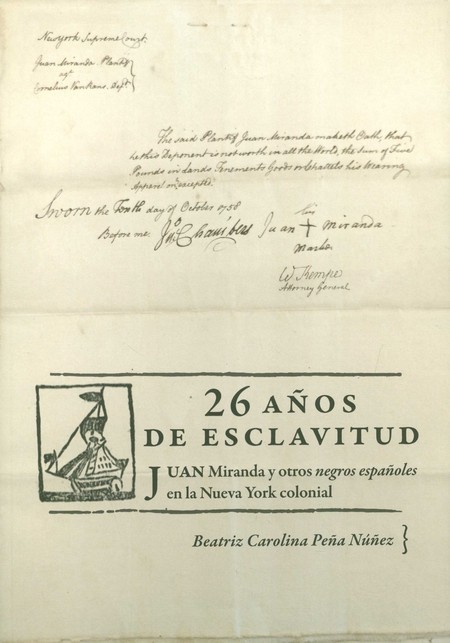 New York Supreme Court.
Juan Miranda Plantif
agt
Cornelius Vankans, Deft
The said Plantif Juan Miranda maketh Oath, that
he this Deponent is not worth in all the World, the Sum of Five
Pounds in Lands Tenements Goods or Chattels his Wearing
Apparel only excepted.
Sworn the Tenth day of October 1758
Before me. Jno Chambers
his
Juan + Miranda
Marke
W Kempe
Attorney General
26 AÑOS
DE ESCLAVITUD
JUAN Miranda y otros negros españoles
en la Nueva York colonial
Beatriz Carolina Peña Núñez }